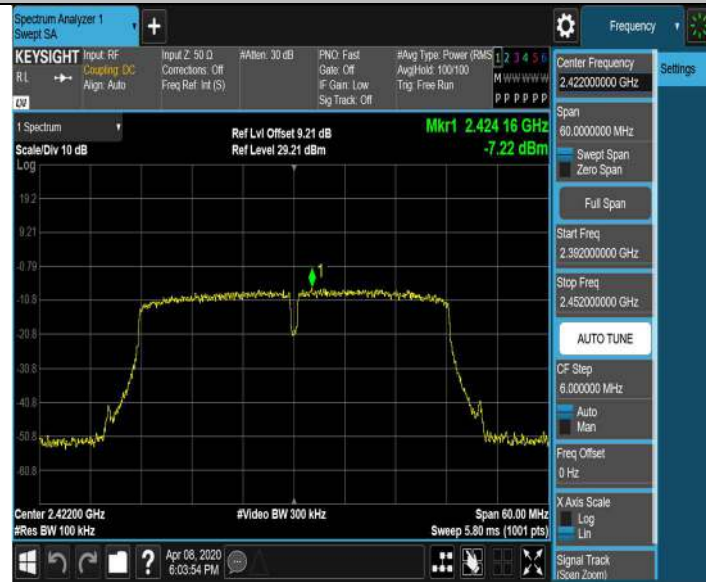 Spectrum Analyzer 1
Swept SA
+
Frequency
KEYSIGHT
RL
Input: RF
Coupling: DC
Align: Auto
Input Z: 50 Ω
Corrections: Off
Freq Ref: Int (S)
#Atten: 30 dB
PNO: Fast
Gate: Off
IF Gain: Low
Sig Track: Off
#Avg Type: Power (RMS
Avg|Hold: 100/100
Trig: Free Run
1 2 3 4 5 6
M W W W W W
P P P P P P
Settings
Center Frequency
2.422000000 GHz
Span
60.0000000 MHz
Swept Span
Zero Span
Full Span
Start Freq
2.392000000 GHz
Stop Freq
2.452000000 GHz
AUTO TUNE
CF Step
6.000000 MHz
Auto
Man
Freq Offset
0 Hz
X Axis Scale
Log
Lin
Signal Track
(Span Zoom)
1 Spectrum
Scale/Div 10 dB
Ref Lvl Offset 9.21 dB
Ref Level 29.21 dBm
Mkr1 2.424 16 GHz
-7.22 dBm
Log
19.2
9.21
-0.79
1
-10.8
-20.8
-30.8
-40.8
-50.8
-60.8
Center 2.42200 GHz
#Res BW 100 kHz
#Video BW 300 kHz
Span 60.00 MHz
Sweep 5.80 ms (1001 pts)
?
Apr 08, 2020
6:03:54 PM